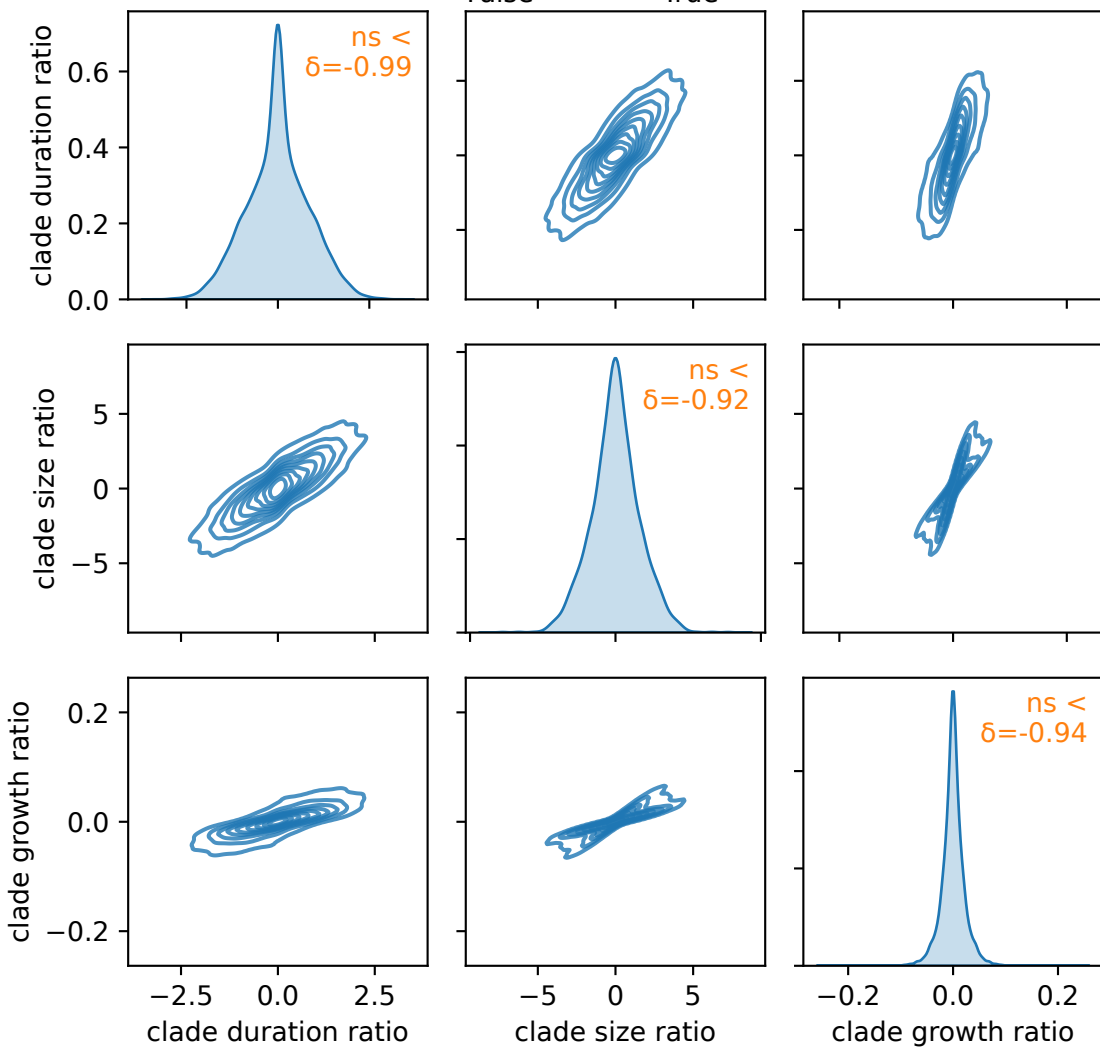 True
clade duration ratio
0.6
0.4
0.2
0.0
ns <
δ=-0.99
clade size ratio
5
0
−5
ns <
δ=-0.92
clade growth ratio
0.2
0.0
−0.2
ns <
δ=-0.94
−2.5 0.0 2.5
clade duration ratio
−5 0 5
clade size ratio
−0.2 0.0 0.2
clade growth ratio